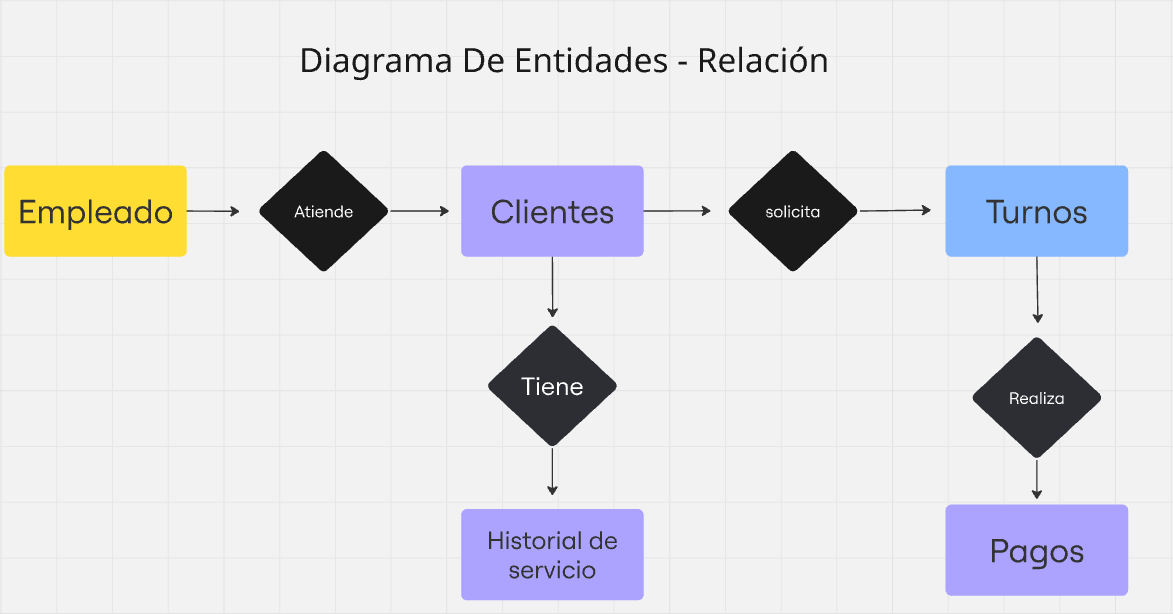 Diagrama De Entidades - Relación
Empleado
Atiende
Clientes
solicita
Turnos
Tiene
Realiza
Historial de
servicio
Pagos